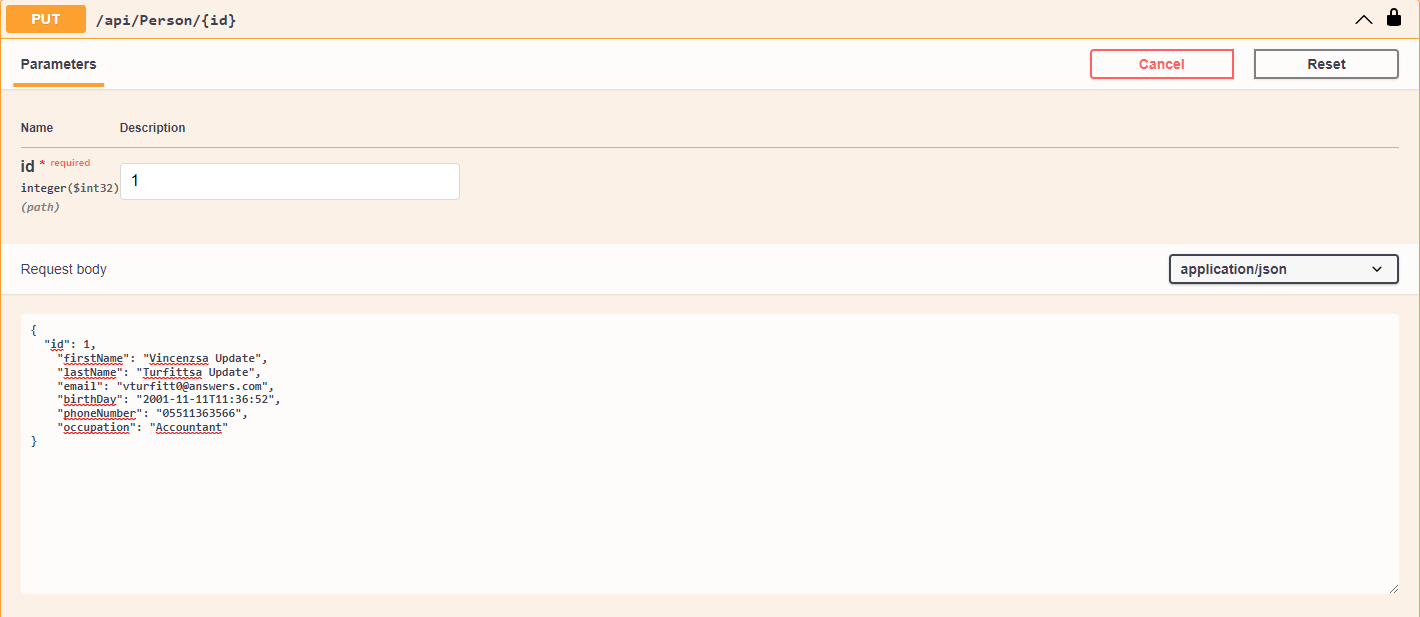 PUT /api/Person/{id}
Parameters Cancel Reset
Name Description
id * required
integer($int32) 1
(path)
Request body application/json
{
  "id": 1,
    "firstName": "Vincenzsa Update",
    "lastName": "Turfittsa Update",
    "email": "vturfitt0@answers.com",
    "birthDay": "2001-11-11T11:36:52",
    "phoneNumber": "05511363566",
    "occupation": "Accountant"
}